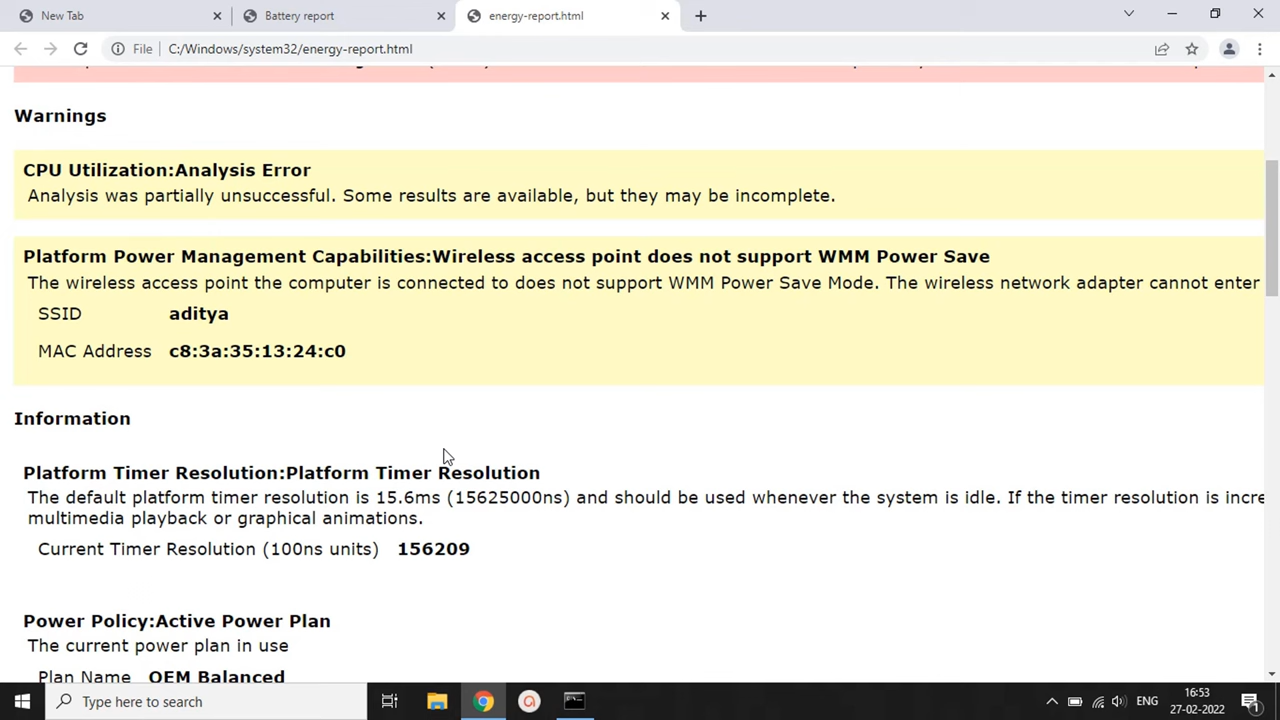 New Tab
Battery report
energy-report.html
File
C:/Windows/system32/energy-report.html
Warnings
CPU Utilization:Analysis Error
Analysis was partially unsuccessful. Some results are available, but they may be incomplete.
Platform Power Management Capabilities:Wireless access point does not support WMM Power Save
The wireless access point the computer is connected to does not support WMM Power Save Mode. The wireless network adapter cannot enter
SSID aditya
MAC Address c8:3a:35:13:24:c0
Information
Platform Timer Resolution:Platform Timer Resolution
The default platform timer resolution is 15.6ms (15625000ns) and should be used whenever the system is idle. If the timer resolution is incre
multimedia playback or graphical animations.
Current Timer Resolution (100ns units) 156209
Power Policy:Active Power Plan
The current power plan in use
Plan Name OEM Balanced
Type here to search
ENG
16:53
27-02-2022
1